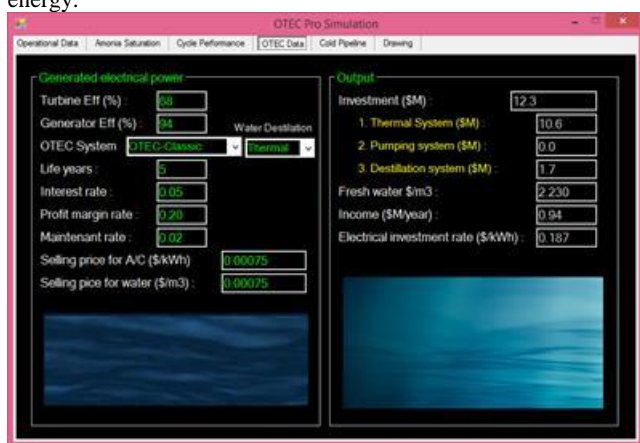 energy.
OTEC Pro Simulation
Operational Data Amonia Saturation Cycle Performance OTEC Data Cold Pipeline Drawing
Generated electrical power
Turbine Eff (%) : 68
Generator Eff (%) : 94
Water Destilation
OTEC System OTEC-Classic Thermal
Life years : 5
Interest rate : 0.05
Profit margin rate : 0.20
Maintenant rate : 0.02
Selling price for A/C ($/kWh) 0.00075
Selling pice for water ($/m3) : 0.00075
Output
Investment ($M) : 12.3
1. Thermal System ($M) : 10.6
2. Pumping system ($M) : 0.0
3. Destillation system ($M) : 1.7
Fresh water $/m3 : 2.230
Income ($M/year) : 0.94
Electrical investment rate ($/kWh) : 0.187